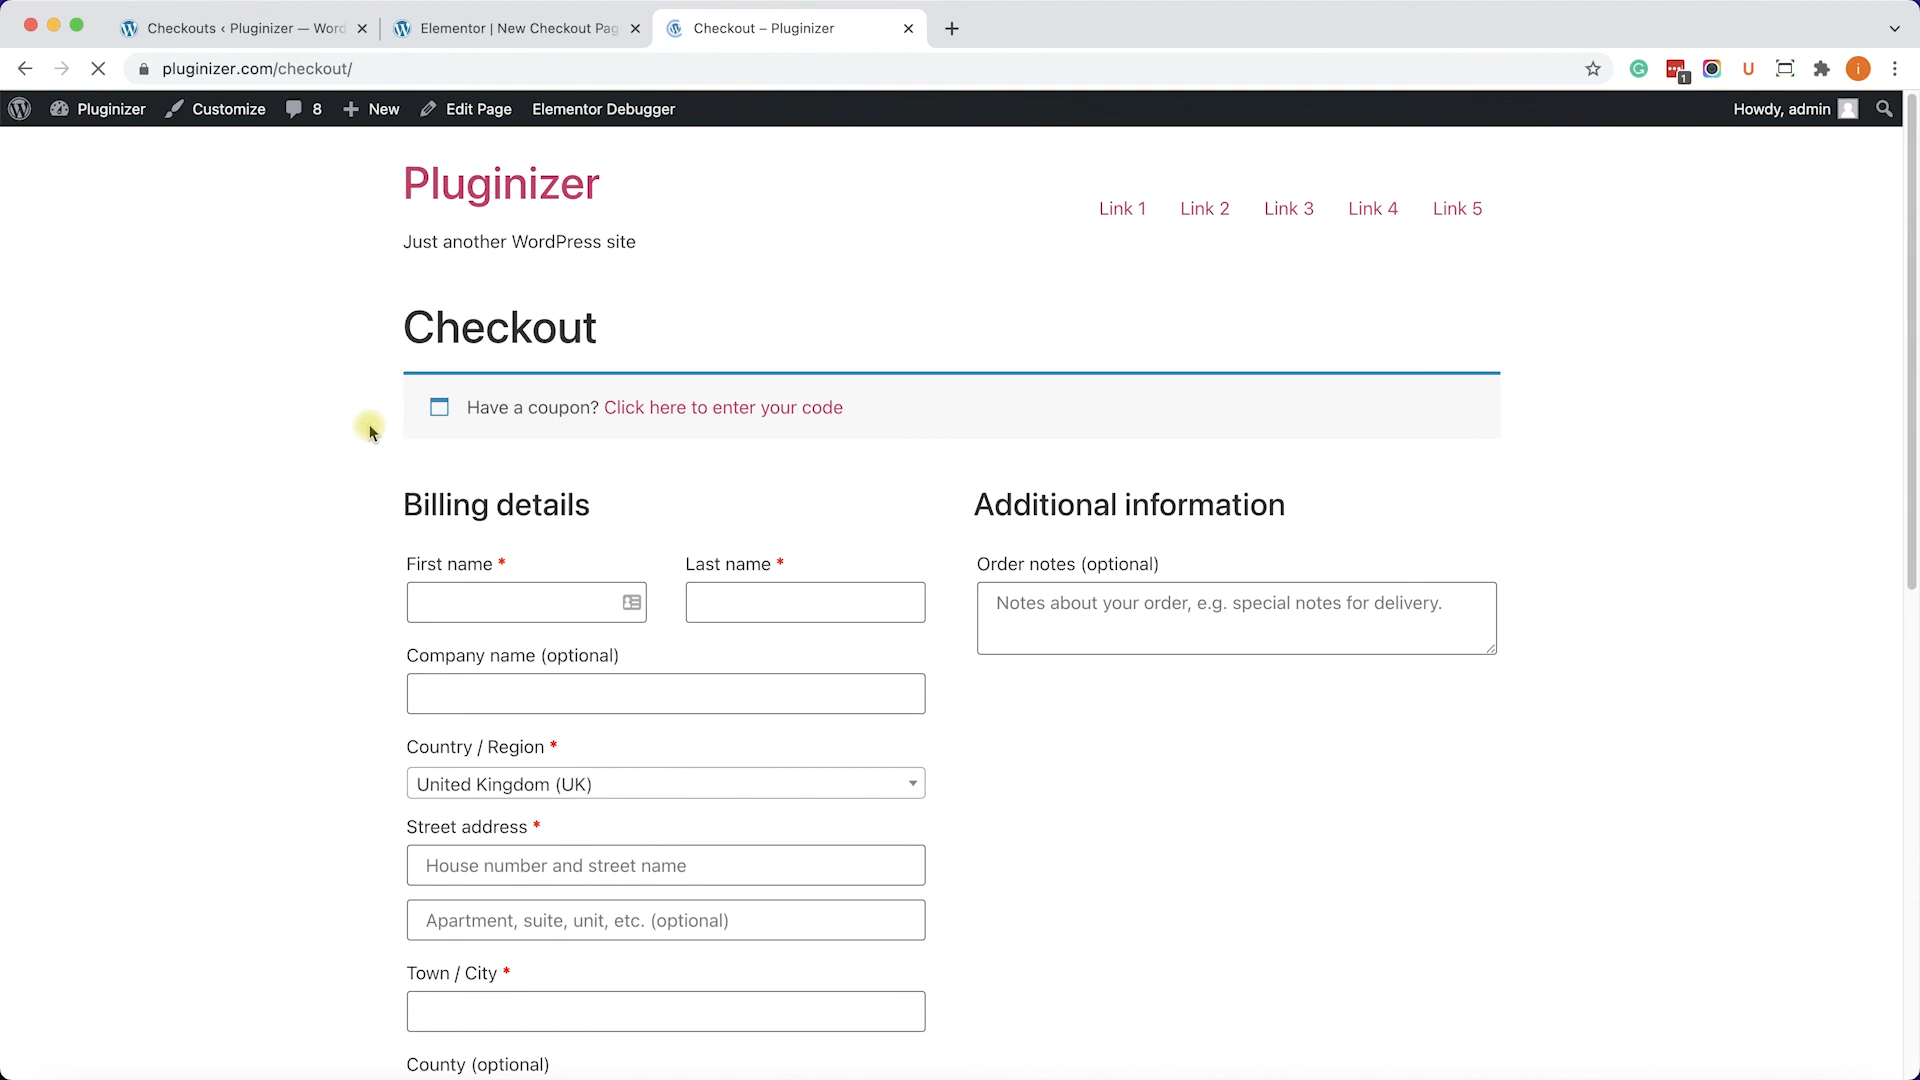 Checkouts ‹ Pluginizer — Word
Elementor | New Checkout Pag
Checkout – Pluginizer
pluginizer.com/checkout/
1
U
i
Pluginizer
Customize
8
New
Edit Page
Elementor Debugger
Howdy, admin
Pluginizer
Link 1
Link 2
Link 3
Link 4
Link 5
Just another WordPress site
Checkout
Have a coupon? Click here to enter your code
Billing details
Additional information
First name *
Last name *
Order notes (optional)
Notes about your order, e.g. special notes for delivery.
Company name (optional)
Country / Region *
United Kingdom (UK)
Street address *
House number and street name
Apartment, suite, unit, etc. (optional)
Town / City *
County (optional)